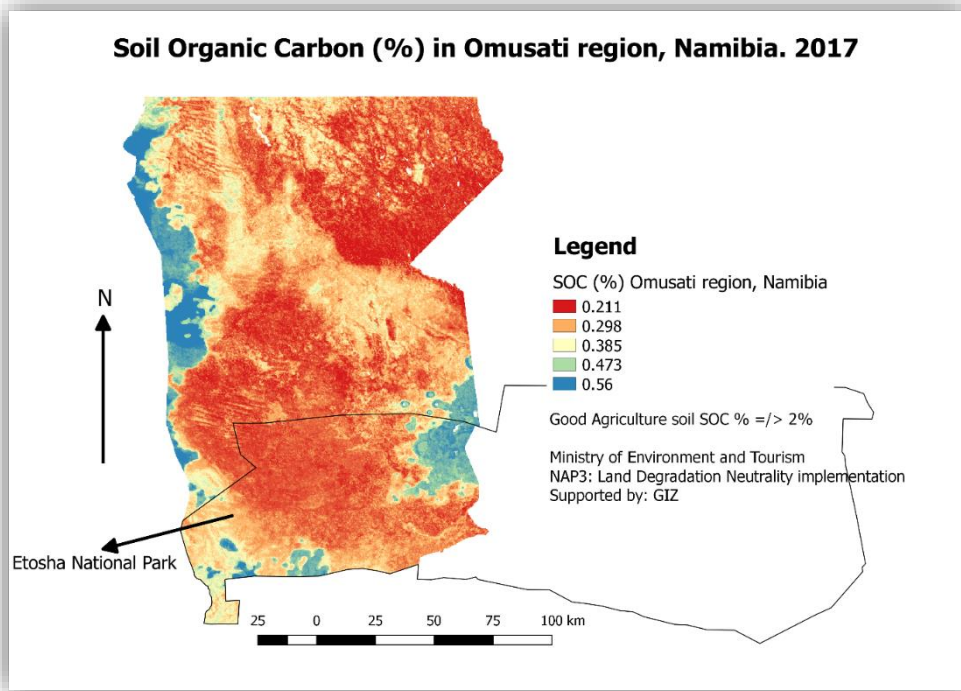 Soil Organic Carbon (%) in Omusati region, Namibia. 2017
N
Legend
SOC (%) Omusati region, Namibia
0.211
0.298
0.385
0.473
0.56
Good Agriculture soil SOC % =/> 2%
Ministry of Environment and Tourism
NAP3: Land Degradation Neutrality implementation
Supported by: GIZ
Etosha National Park
25 0 25 50 75 100 km